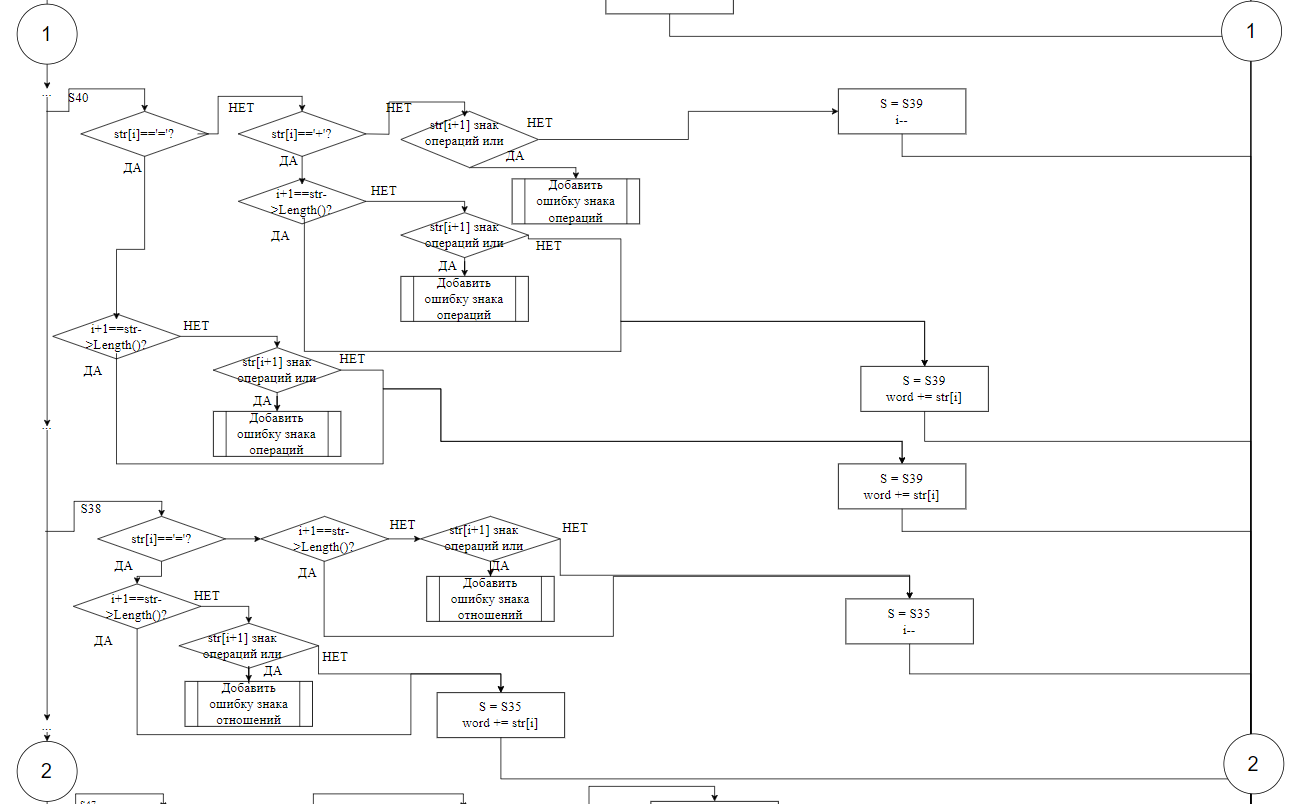 1
1
...
S40
НЕТ
НЕТ
НЕТ
S = S39
i--
str[i]=='='?
str[i]=='+'?
str[i+1] знак
операций или
ДА
ДА
ДА
i+1==str-
>Length()?
НЕТ
Добавить
ошибку знака
операций
ДА
str[i+1] знак
операций или
НЕТ
ДА
Добавить
ошибку знака
операций
i+1==str-
>Length()?
НЕТ
ДА
str[i+1] знак
операций или
НЕТ
ДА
Добавить
ошибку знака
операций
S = S39
word += str[i]
...
S = S39
word += str[i]
S38
str[i]=='='?
i+1==str-
>Length()?
НЕТ
str[i+1] знак
операций или
НЕТ
ДА
ДА
ДА
Добавить
ошибку знака
отношений
i+1==str-
>Length()?
НЕТ
ДА
str[i+1] знак
операций или
НЕТ
ДА
Добавить
ошибку знака
отношений
S = S35
i--
S = S35
word += str[i]
...
2
2